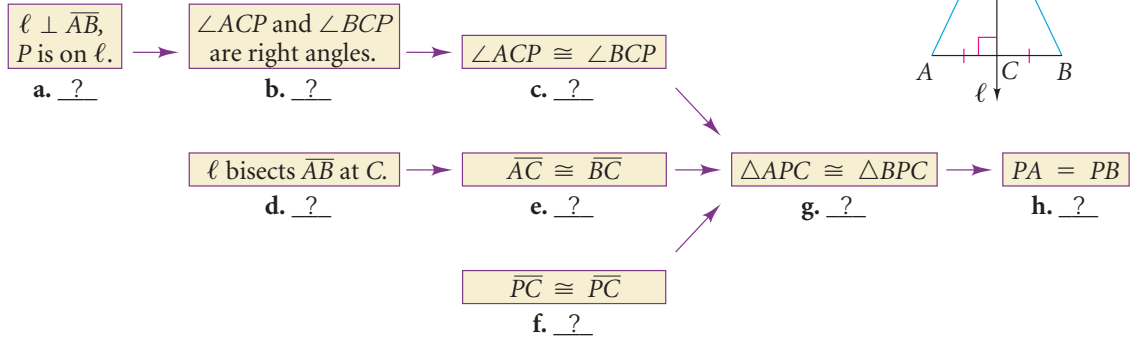 ℓ ⊥ AB,
P is on ℓ.
a. ?
∠ACP and ∠BCP
are right angles.
b. ?
∠ACP ≅ ∠BCP
c. ?
A
C
B
ℓ
ℓ bisects AB at C.
d. ?
AC ≅ BC
e. ?
△APC ≅ △BPC
g. ?
PA = PB
h. ?
PC ≅ PC
f. ?